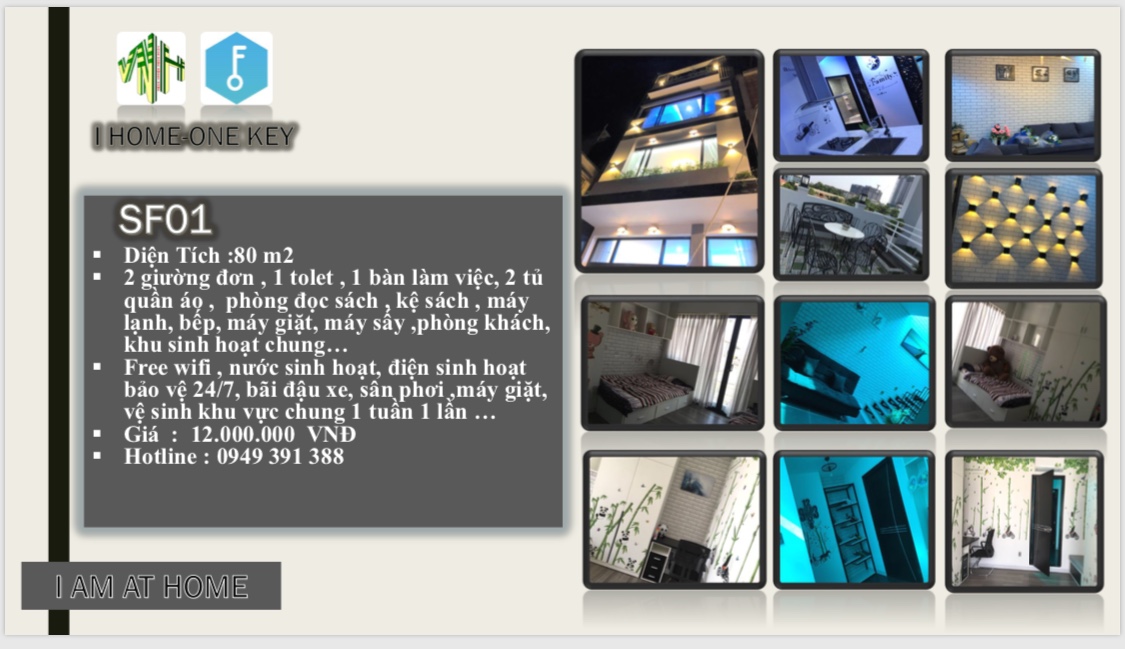 I HOME-ONE KEY
SF01
Diện Tích :80 m2
2 giường đơn , 1 tolet , 1 bàn làm việc, 2 tủ
quần áo , phòng đọc sách , kệ sách , máy
lạnh, bếp, máy giặt, máy sấy ,phòng khách,
khu sinh hoạt chung…
Free wifi , nước sinh hoạt, điện sinh hoạt
bảo vệ 24/7, bãi đậu xe, sân phơi ,máy giặt,
vệ sinh khu vực chung 1 tuần 1 lần …
Giá : 12.000.000 VNĐ
Hotline : 0949 391 388
I AM AT HOME
Family